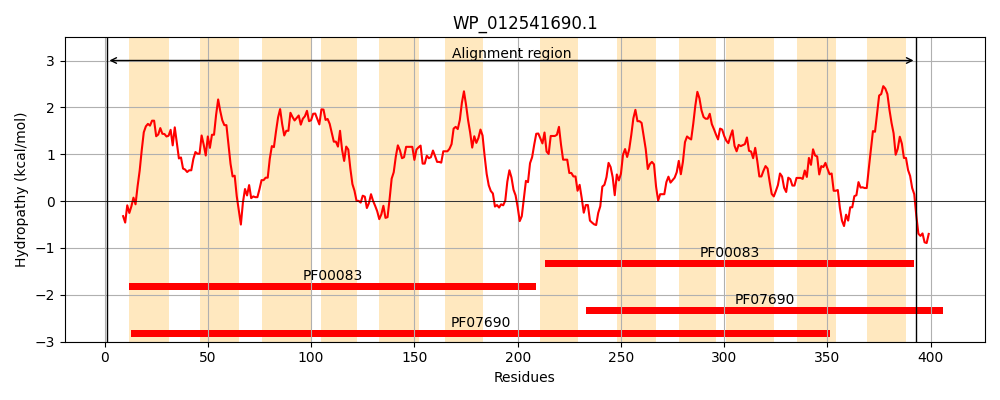 WP_012541690.1
Alignment region
Hydropathy (kcal/mol)
3
2
1
0
−1
−2
−3
PF00083
PF00083
PF07690
PF07690
0 50 100 150 200 250 300 350 400
Residues